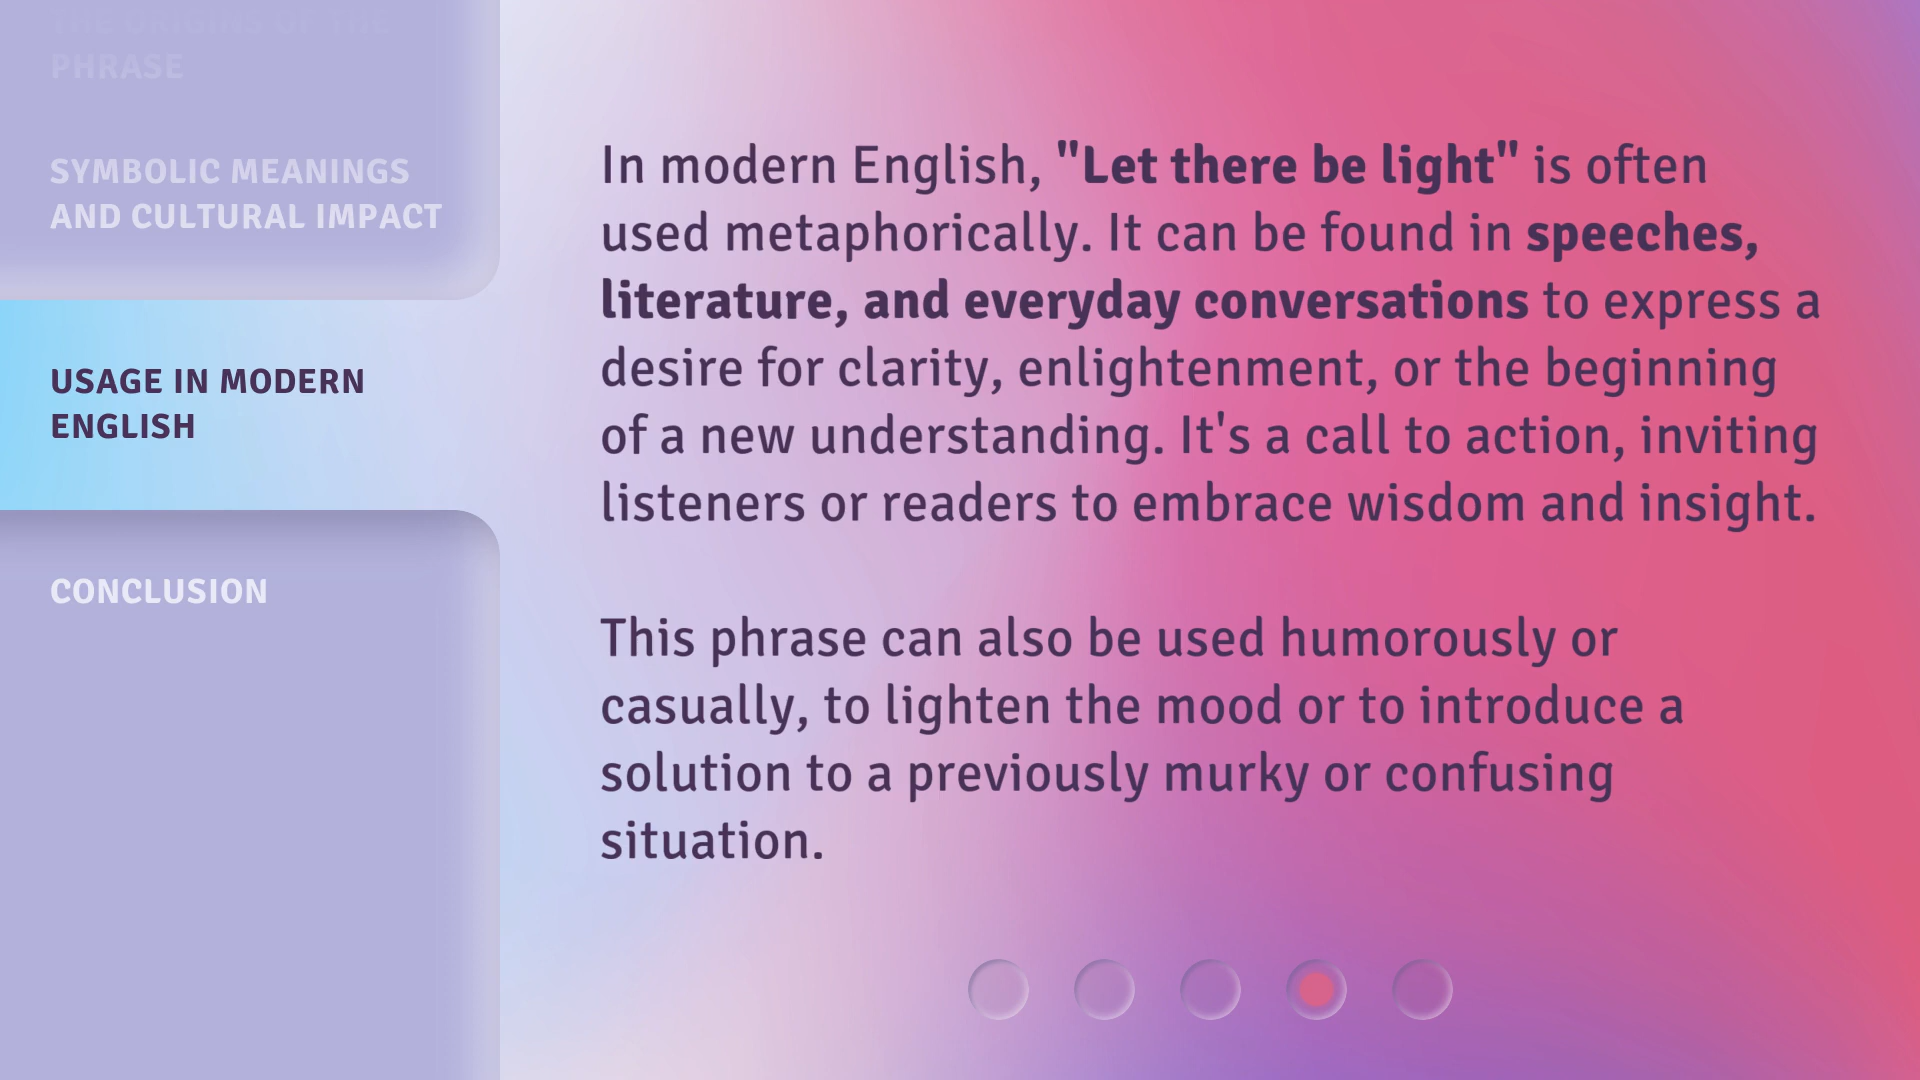 THE ORIGINS OF THE
PHRASE
SYMBOLIC MEANINGS
AND CULTURAL IMPACT
USAGE IN MODERN
ENGLISH
CONCLUSION
In modern English, "Let there be light" is often
used metaphorically. It can be found in speeches,
literature, and everyday conversations to express a
desire for clarity, enlightenment, or the beginning
of a new understanding. It's a call to action, inviting
listeners or readers to embrace wisdom and insight.
This phrase can also be used humorously or
casually, to lighten the mood or to introduce a
solution to a previously murky or confusing
situation.